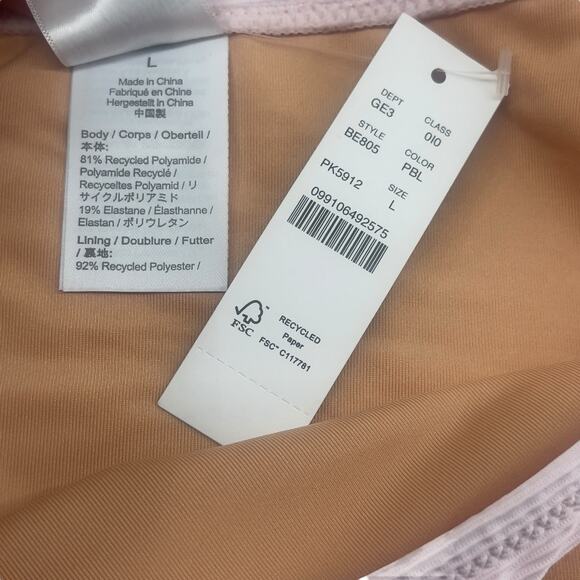 L
Made in China
Fabriqué en Chine
Hergestellt in China
中国製
Body / Corps / Oberteil /
本体:
81% Recycled Polyamide /
Polyamide Recyclé /
Recyceltes Polyamid / リ
サイクルポリアミド
19% Elastane / Élasthanne /
Elastan / ポリウレタン
Lining / Doublure / Futter
/ 裏地:
92% Recycled Polyester /
DEPT CLASS
GE3 0I0
STYLE COLOR
BE805 PBL
SIZE
PK5912 L
099106492575
FSC
RECYCLED
Paper
FSC™ C117781